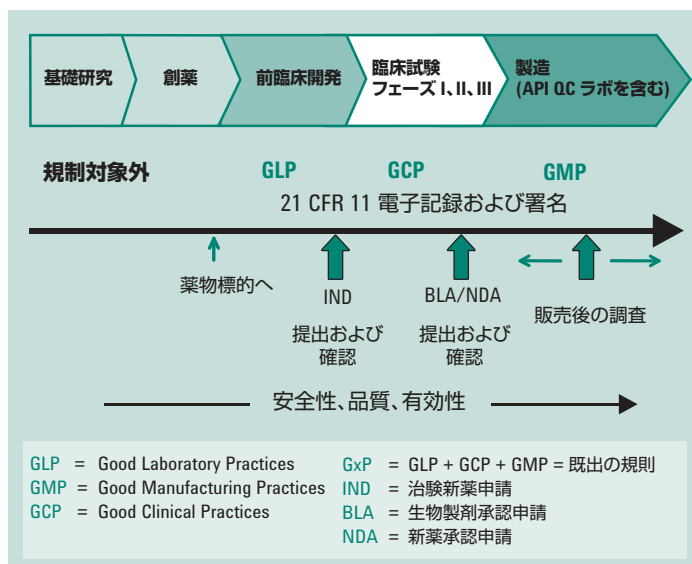 基礎研究
創薬
前臨床開発
臨床試験
フェーズ I、II、III
製造
(API QC ラボを含む)
規制対象外
GLP
GCP
GMP
21 CFR 11 電子記録および署名
薬物標的へ
IND
提出および
確認
BLA/NDA
提出および
確認
販売後の調査
安全性、品質、有効性
GLP = Good Laboratory Practices
GMP = Good Manufacturing Practices
GCP = Good Clinical Practices
GxP = GLP + GCP + GMP = 既出の規則
IND = 治験新薬申請
BLA = 生物製剤承認申請
NDA = 新薬承認申請